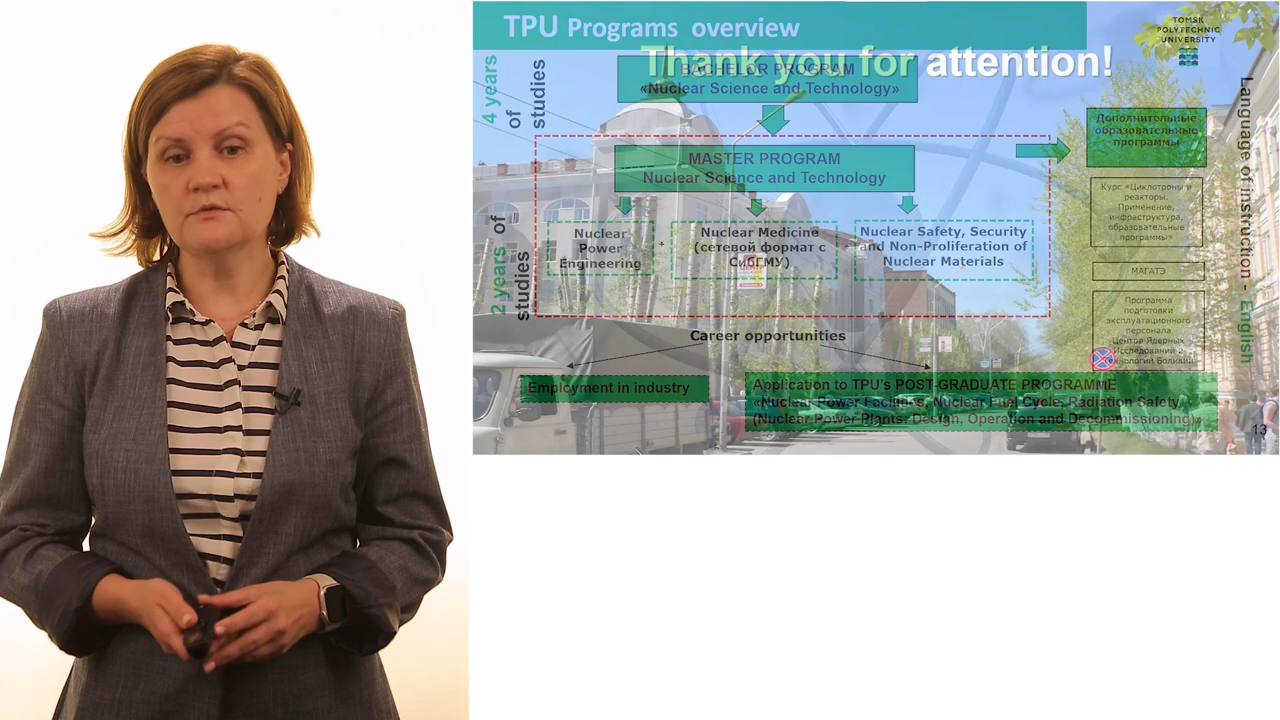 TPU Programs overview
TOMSK
POLYTECHNIC
UNIVERSITY
Thank you for attention!
BACHELOR PROGRAM
«Nuclear Science and Technology»
4 years
of
studies
MASTER PROGRAM
Nuclear Science and Technology
Nuclear
Power
Engineering
+
Nuclear Medicine
(сетевой формат с
СибГМУ)
Nuclear Safety, Security
and Non-Proliferation of
Nuclear Materials
2 years of
studies
Дополнительные
образовательные
программы
Курс «Циклотроны и
реакторы.
Применение,
инфраструктура,
образовательные
программы»
МАГАТЭ
Программа
подготовки
эксплуатационного
персонала
Центра Ядерных
Исследований и
Технологий Боливии
Language of instruction - English
Career opportunities
Employment in industry
Application to TPU's POST-GRADUATE PROGRAMME
«Nuclear Power Facilities, Nuclear Fuel Cycle, Radiation Safety
(Nuclear Power Plants: Design, Operation and Decommissioning)»
13